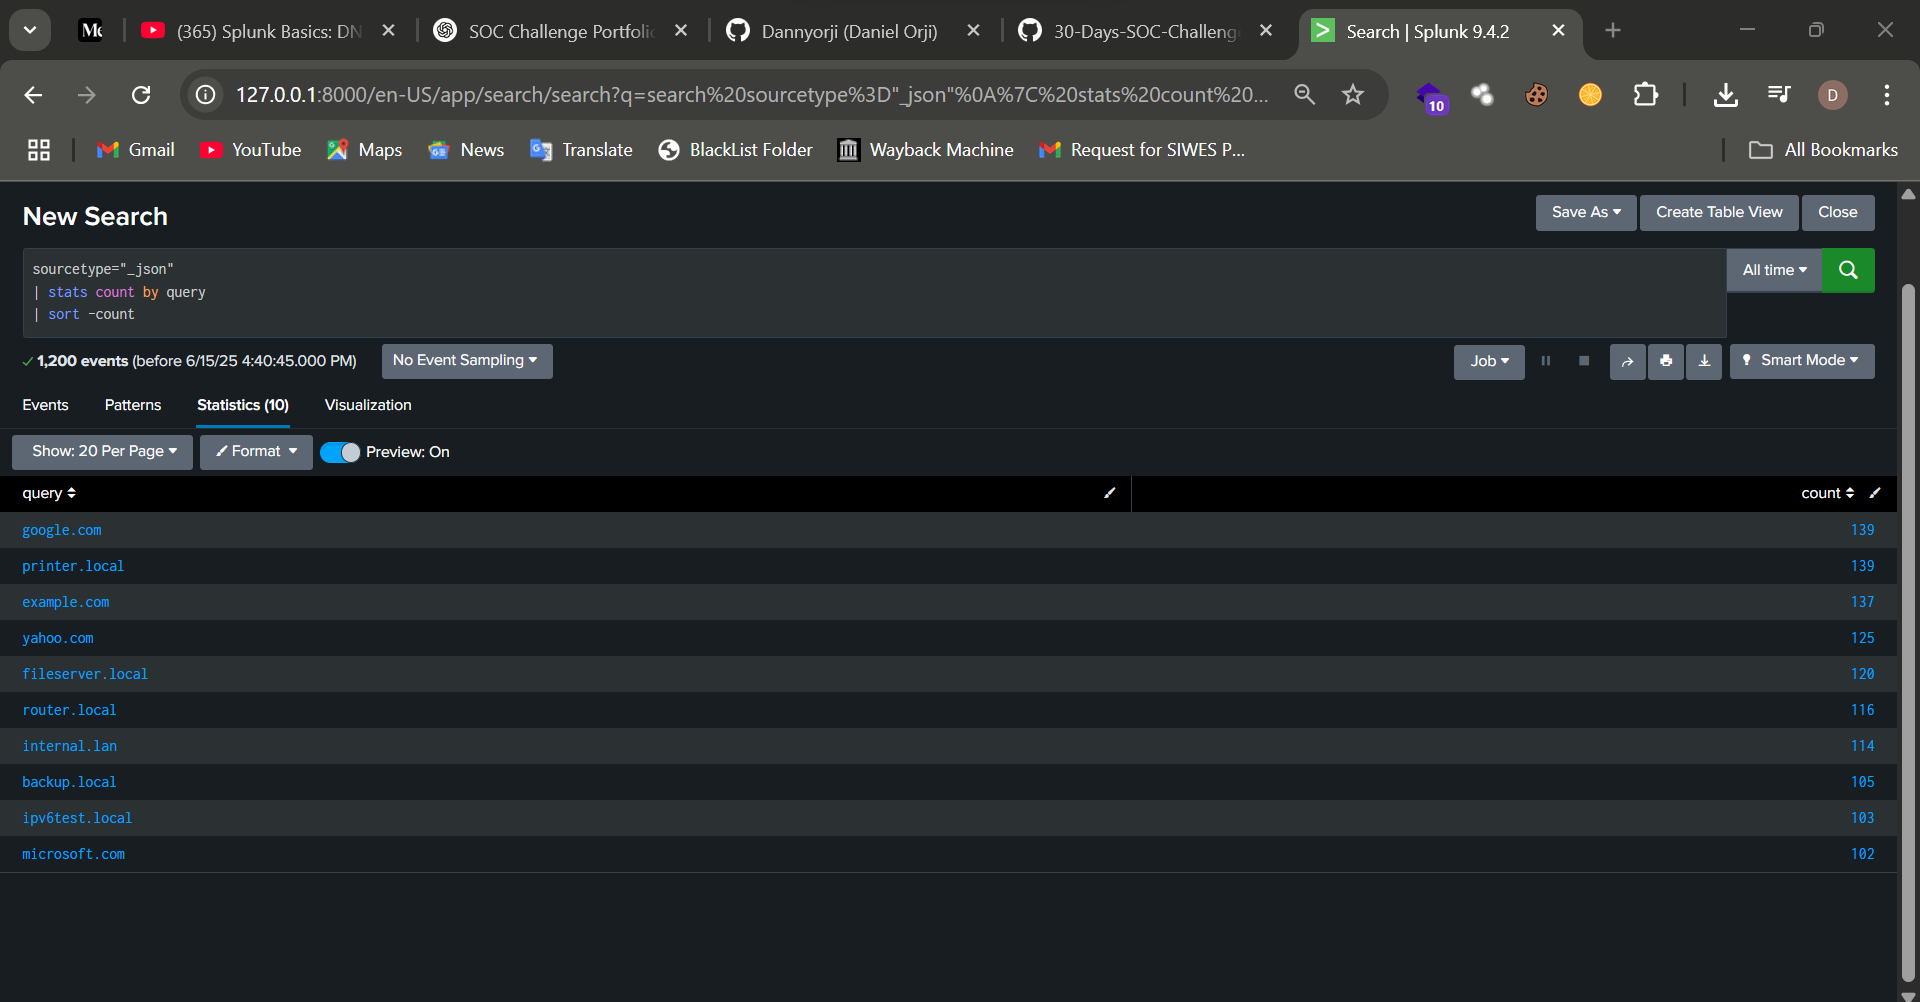 Me
(365) Splunk Basics: DN
SOC Challenge Portfolio
Dannyorji (Daniel Orji)
30-Days-SOC-Challenge
Search | Splunk 9.4.2
127.0.0.1:8000/en-US/app/search/search?q=search%20sourcetype%3D"_json"%0A%7C%20stats%20count%20...
10
D
Gmail
YouTube
Maps
News
Translate
BlackList Folder
Wayback Machine
Request for SIWES P...
All Bookmarks
New Search
Save As
Create Table View
Close
sourcetype="_json"
| stats count by query
| sort -count
All time
1,200 events (before 6/15/25 4:40:45.000 PM)
No Event Sampling
Job
Smart Mode
Events
Patterns
Statistics (10)
Visualization
Show: 20 Per Page
Format
Preview: On
query
count
google.com 139
printer.local 139
example.com 137
yahoo.com 125
fileserver.local 120
router.local 116
internal.lan 114
backup.local 105
ipv6test.local 103
microsoft.com 102